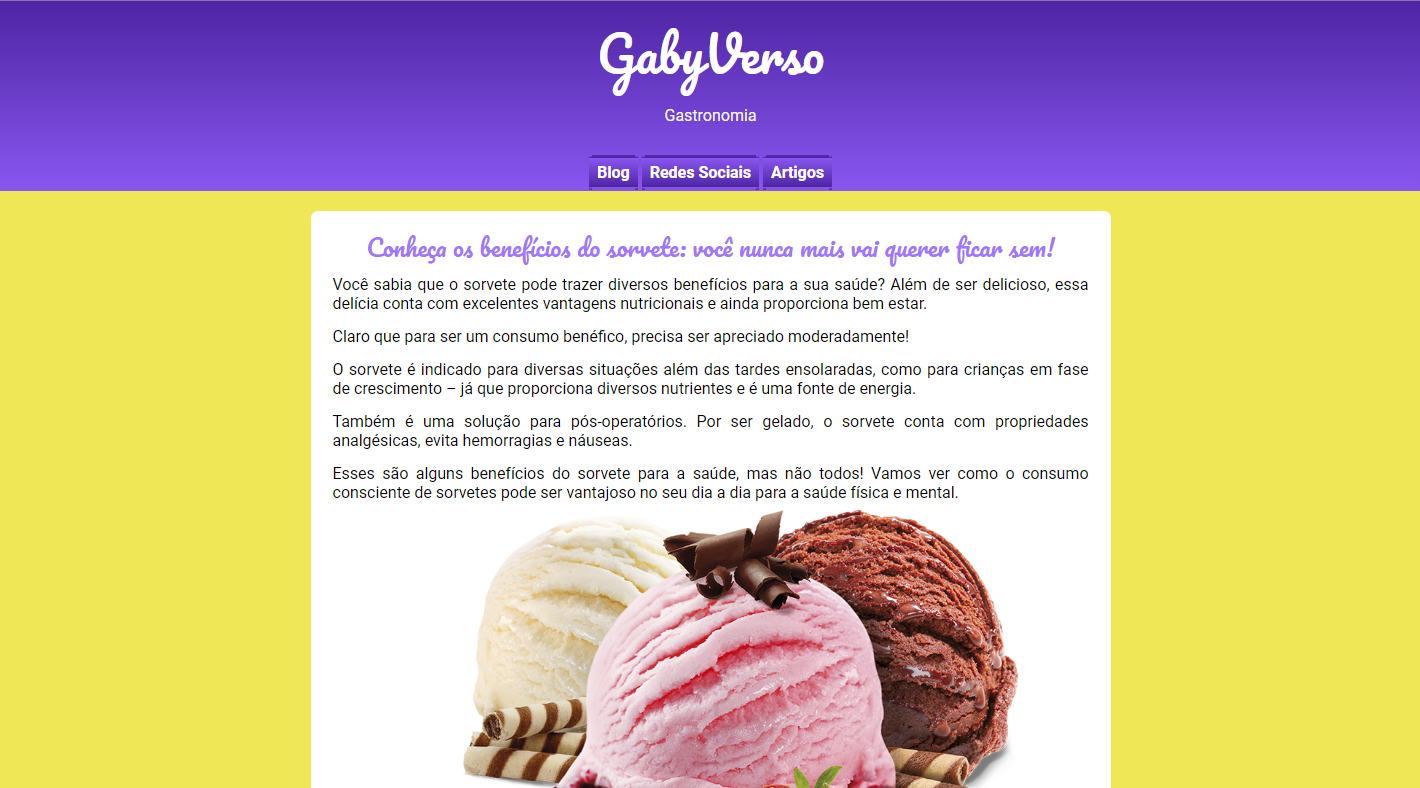 GabyVerso
Gastronomia
Blog Redes Sociais Artigos
Conheça os benefícios do sorvete: você nunca mais vai querer ficar sem!
Você sabia que o sorvete pode trazer diversos benefícios para a sua saúde? Além de ser delicioso, essa
delícia conta com excelentes vantagens nutricionais e ainda proporciona bem estar.
Claro que para ser um consumo benéfico, precisa ser apreciado moderadamente!
O sorvete é indicado para diversas situações além das tardes ensolaradas, como para crianças em fase
de crescimento – já que proporciona diversos nutrientes e é uma fonte de energia.
Também é uma solução para pós-operatórios. Por ser gelado, o sorvete conta com propriedades
analgésicas, evita hemorragias e náuseas.
Esses são alguns benefícios do sorvete para a saúde, mas não todos! Vamos ver como o consumo
consciente de sorvetes pode ser vantajoso no seu dia a dia para a saúde física e mental.